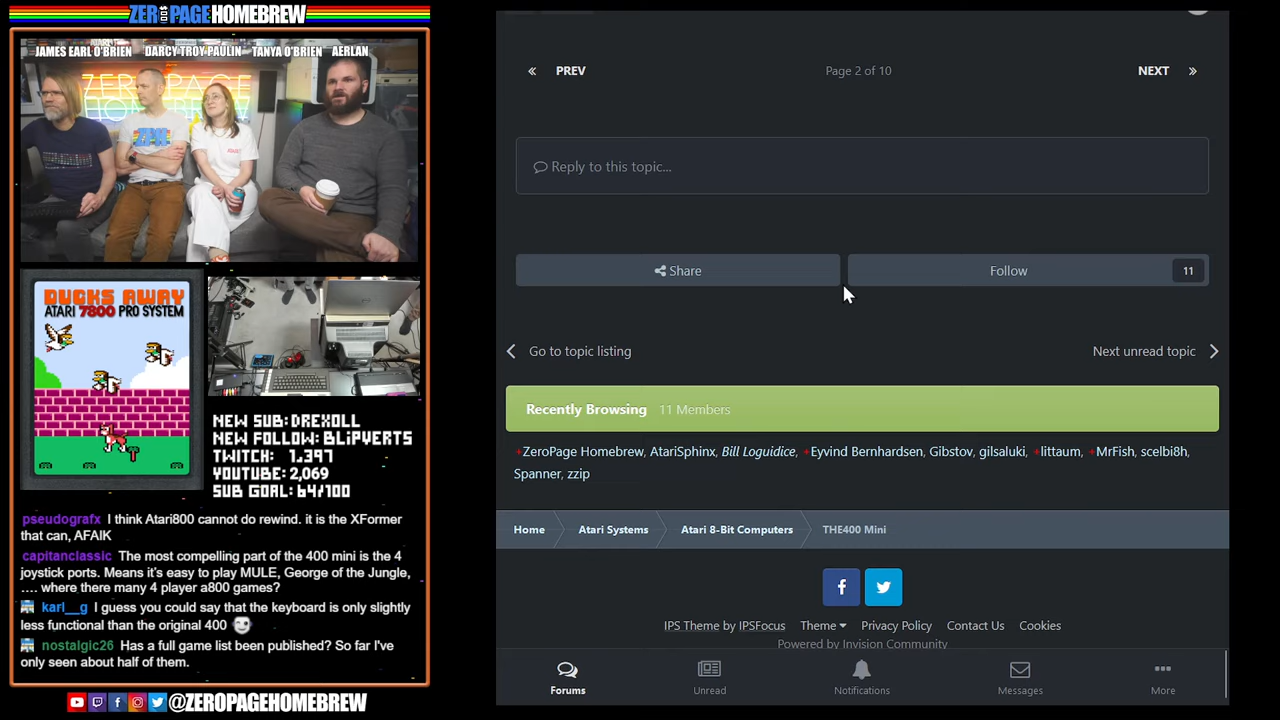 ZEROPAGE HOMEBREW
JAMES EARL O'BRIEN
DARCY TROY PAULIN
TANYA O'BRIEN
AERLAN
ZEROPAGE
HOMEBREW
ZPH
DUCKS AWAY
ATARI 7800 PRO SYSTEM
NEW SUB: DREXOLL
NEW FOLLOW: BLIPVERTS
TWITCH: 1,397
YOUTUBE: 2,069
SUB GOAL: 64/100
pseudografx I think Atari800 cannot do rewind. it is the XFormer
that can, AFAIK
capitanclassic The most compelling part of the 400 mini is the 4
joystick ports. Means it's easy to play MULE, George of the Jungle,
.... where there many 4 player a800 games?
karl__g I guess you could say that the keyboard is only slightly
less functional than the original 400
nostalgic26 Has a full game list been published? So far I've
only seen about half of them.
@ZEROPAGEHOMEBREW
« PREV
Page 2 of 10
NEXT »
Reply to this topic...
Share
Follow
11
Go to topic listing
Next unread topic
Recently Browsing 11 Members
+ZeroPage Homebrew, AtariSphinx, Bill Loguidice, +Eyvind Bernhardsen, Gibstov, gilsaluki, +littaum, +MrFish, scelbi8h,
Spanner, zzip
Home
Atari Systems
Atari 8-Bit Computers
THE400 Mini
IPS Theme by IPSFocus
Theme
Privacy Policy
Contact Us
Cookies
Powered by Invision Community
Forums
Unread
Notifications
Messages
More